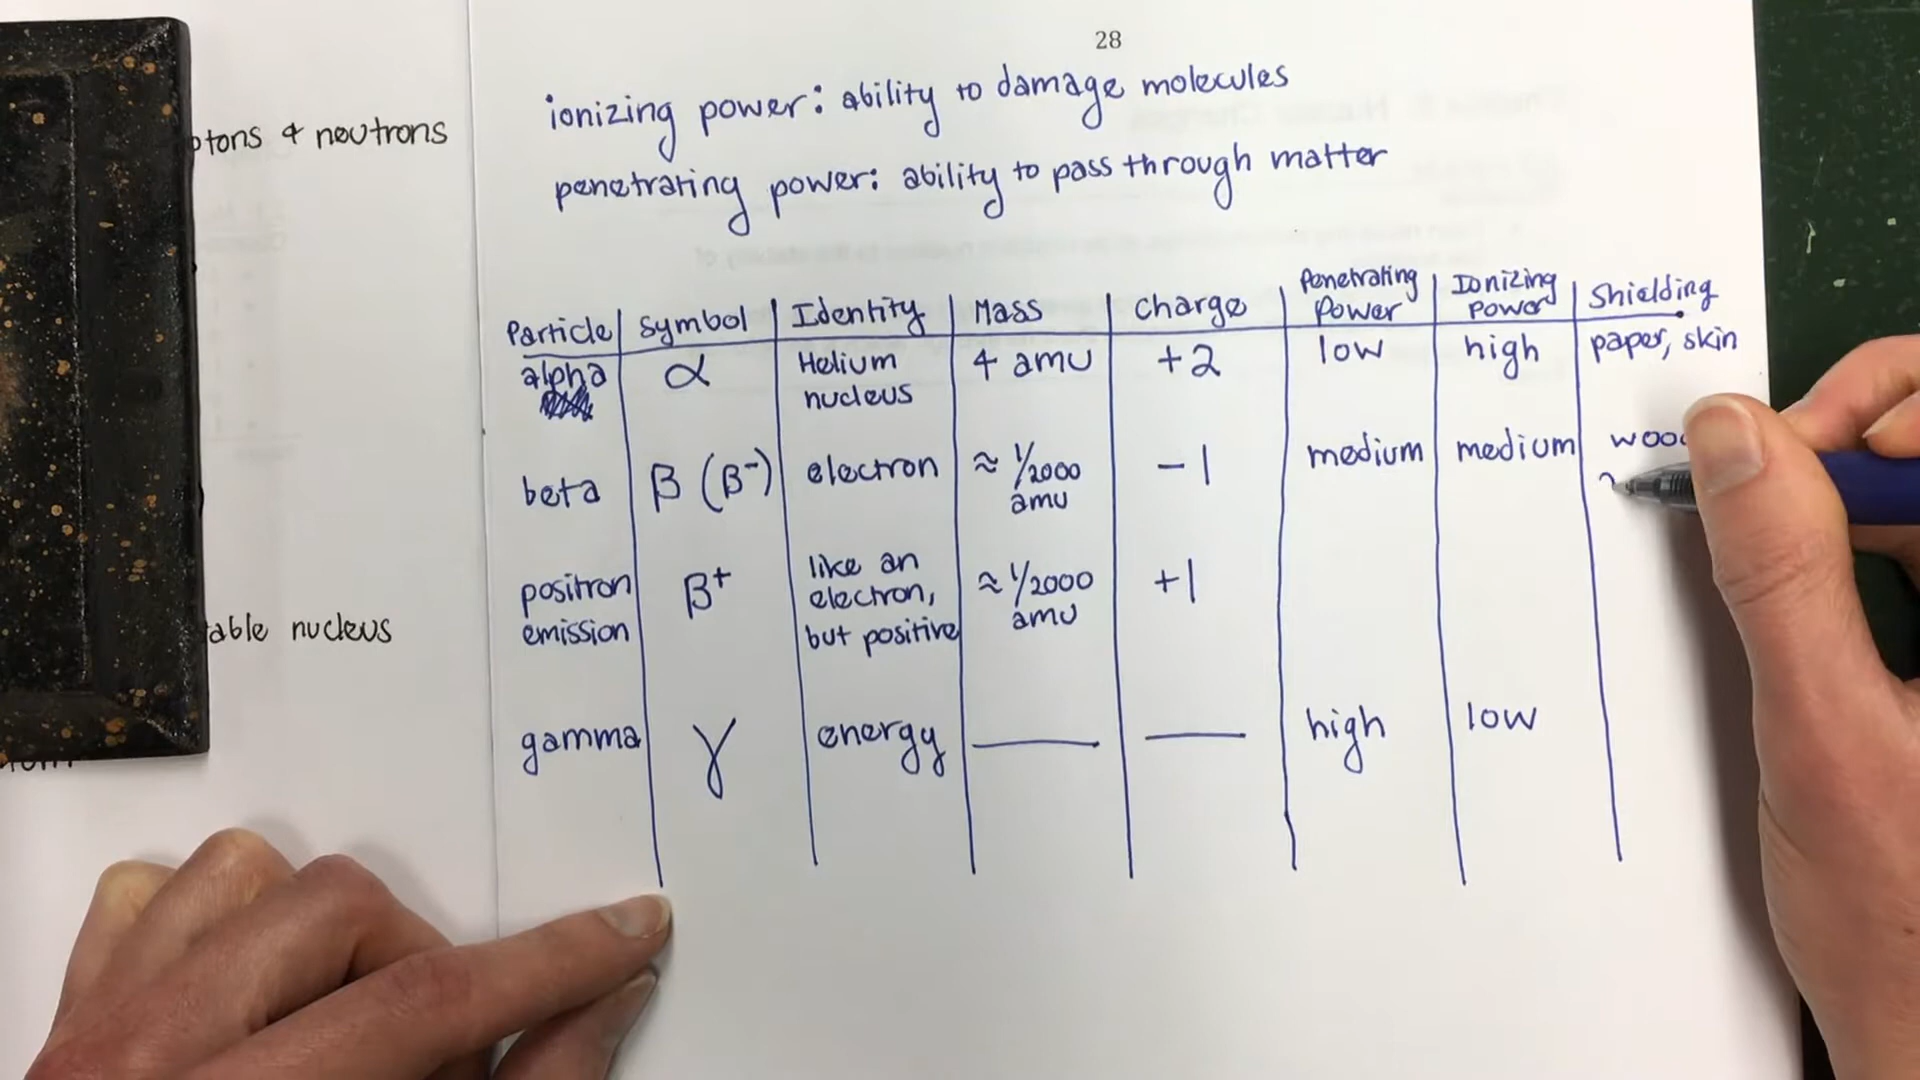 28
ionizing power: ability to damage molecules
penetrating power: ability to pass through matter
otons & neutrons
able nucleus
Particle | Symbol | Identity | Mass | Charge | Penetrating Power | Ionizing Power | Shielding
alpha | α | Helium nucleus | 4 amu | +2 | low | high | paper, skin
beta | β (β⁻) | electron | ≈ 1/2000 amu | -1 | medium | medium | woo
positron emission | β⁺ | like an electron, but positive | ≈ 1/2000 amu | +1
gamma | γ | energy | — | — | high | low